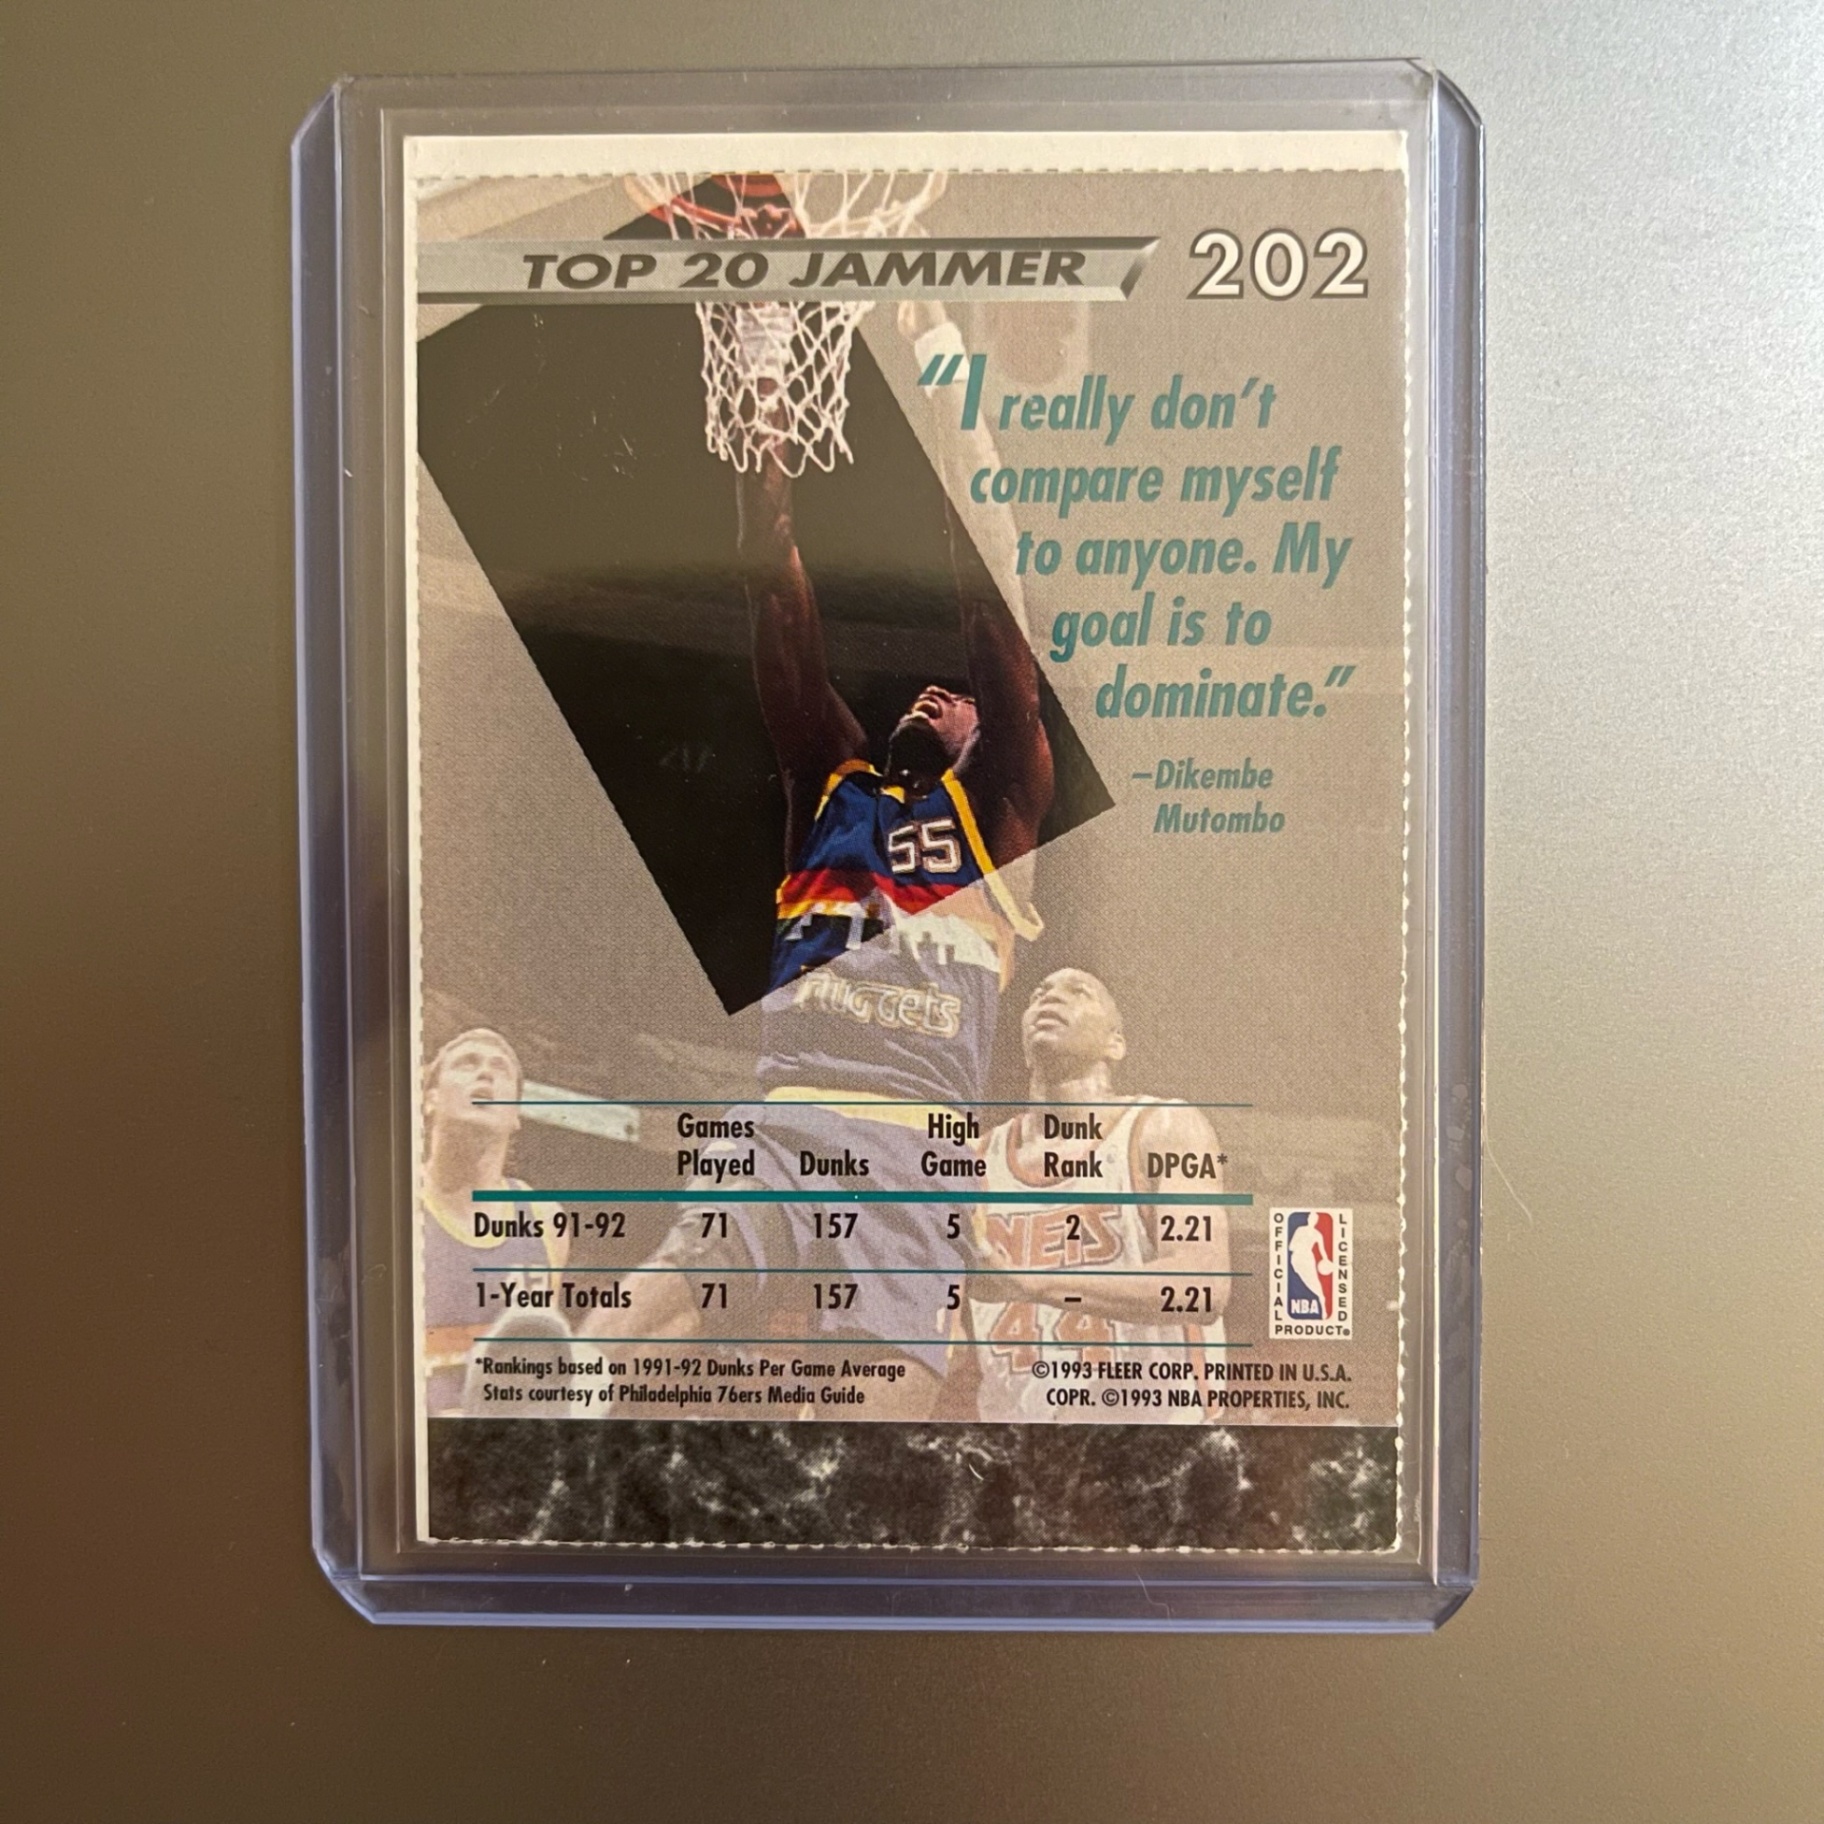 TOP 20 JAMMER
202
“I really don’t
compare myself
to anyone. My
goal is to
dominate.”
–Dikembe
Mutombo
55
Nuggets
Games
Played
Dunks
High
Game
Dunk
Rank
DPGA*
Dunks 91-92 71 157 5 2 2.21
1-Year Totals 71 157 5 – 2.21
NETS
44
OFFICIAL
LICENSED
NBA
PRODUCT®
*Rankings based on 1991-92 Dunks Per Game Average
Stats courtesy of Philadelphia 76ers Media Guide
©1993 FLEER CORP. PRINTED IN U.S.A.
COPR. ©1993 NBA PROPERTIES, INC.